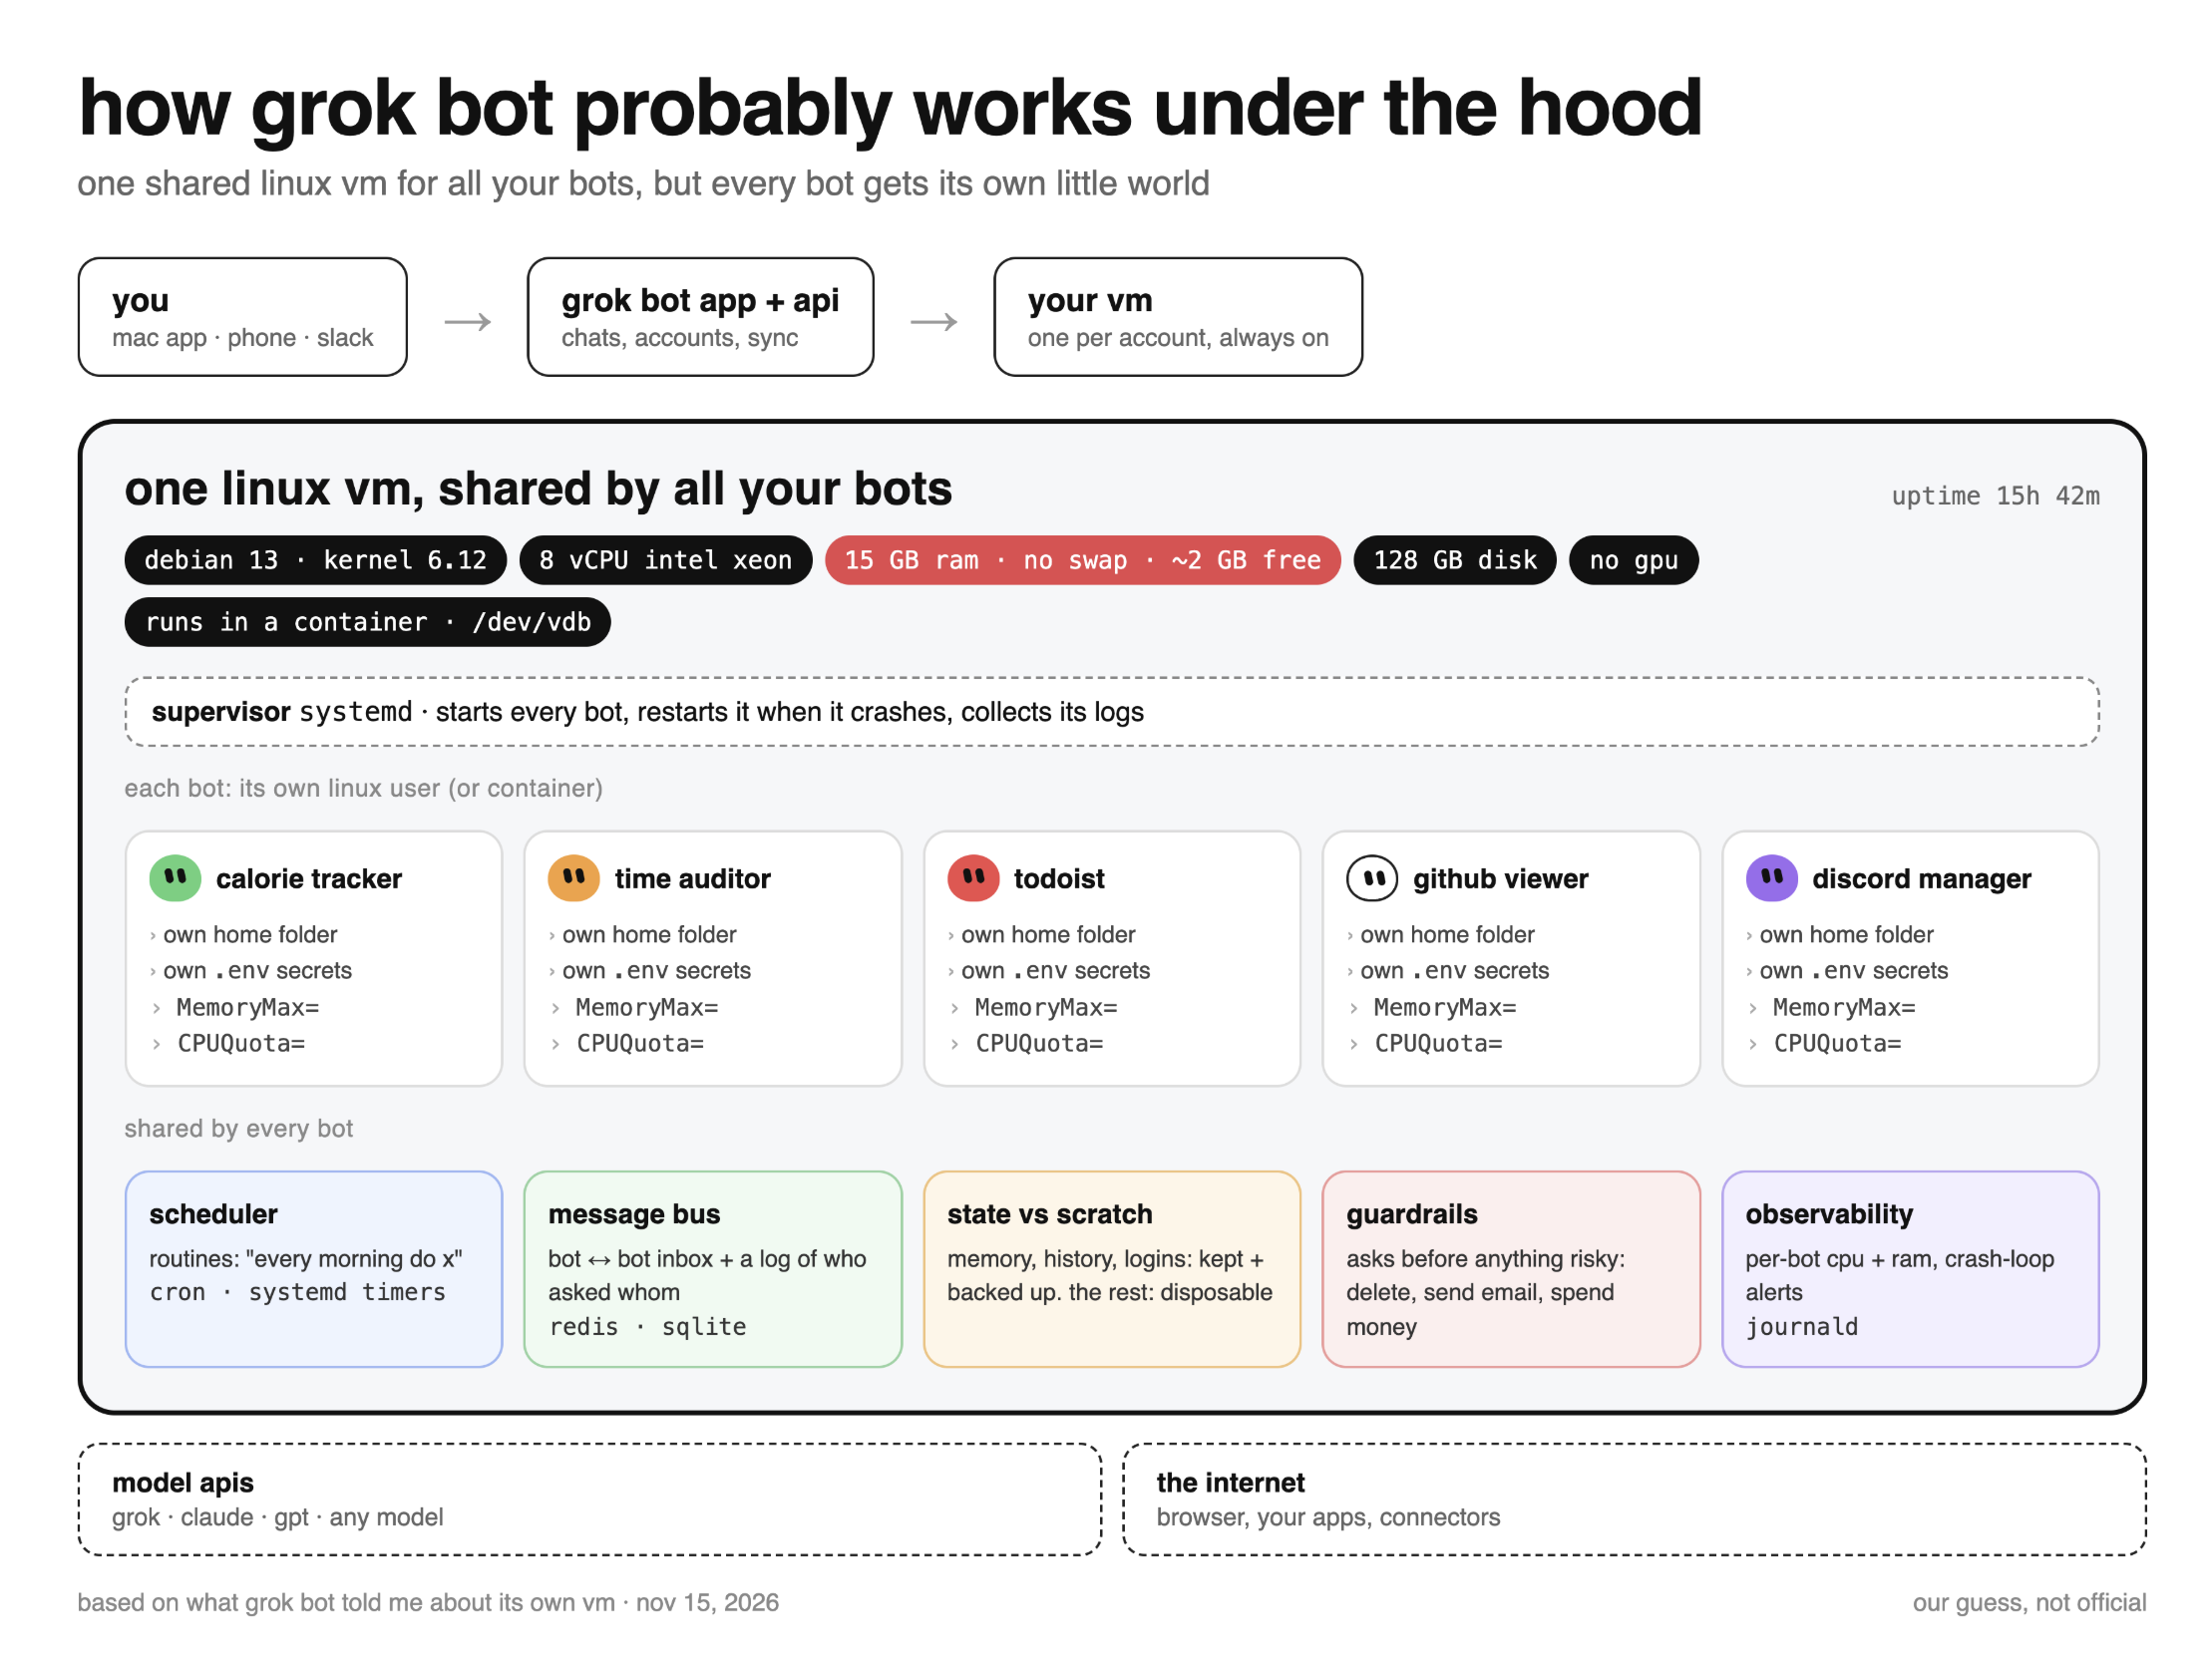 how grok bot probably works under the hood
one shared linux vm for all your bots, but every bot gets its own little world
you
mac app · phone · slack
→
grok bot app + api
chats, accounts, sync
→
your vm
one per account, always on
one linux vm, shared by all your bots
uptime 15h 42m
debian 13 · kernel 6.12
8 vCPU intel xeon
15 GB ram · no swap · ~2 GB free
128 GB disk
no gpu
runs in a container · /dev/vdb
supervisor systemd · starts every bot, restarts it when it crashes, collects its logs
each bot: its own linux user (or container)
calorie tracker
› own home folder
› own .env secrets
› MemoryMax=
› CPUQuota=
time auditor
› own home folder
› own .env secrets
› MemoryMax=
› CPUQuota=
todoist
› own home folder
› own .env secrets
› MemoryMax=
› CPUQuota=
github viewer
› own home folder
› own .env secrets
› MemoryMax=
› CPUQuota=
discord manager
› own home folder
› own .env secrets
› MemoryMax=
› CPUQuota=
shared by every bot
scheduler
routines: "every morning do x"
cron · systemd timers
message bus
bot ↔ bot inbox + a log of who
asked whom
redis · sqlite
state vs scratch
memory, history, logins: kept +
backed up. the rest: disposable
guardrails
asks before anything risky:
delete, send email, spend
money
observability
per-bot cpu + ram, crash-loop
alerts
journald
model apis
grok · claude · gpt · any model
the internet
browser, your apps, connectors
based on what grok bot told me about its own vm · nov 15, 2026
our guess, not official